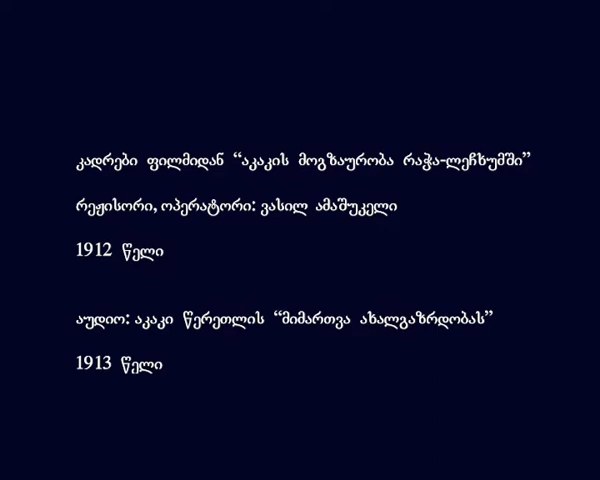 კადრები ფილმიდან “აკაკის მოგზაურობა რაჭა-ლეჩხუმში”
რეჟისორი, ოპერატორი: ვასილ ამაშუკელი
1912 წელი
აუდიო: აკაკი წერეთლის “მიმართვა ახალგაზრდობას”
1913 წელი